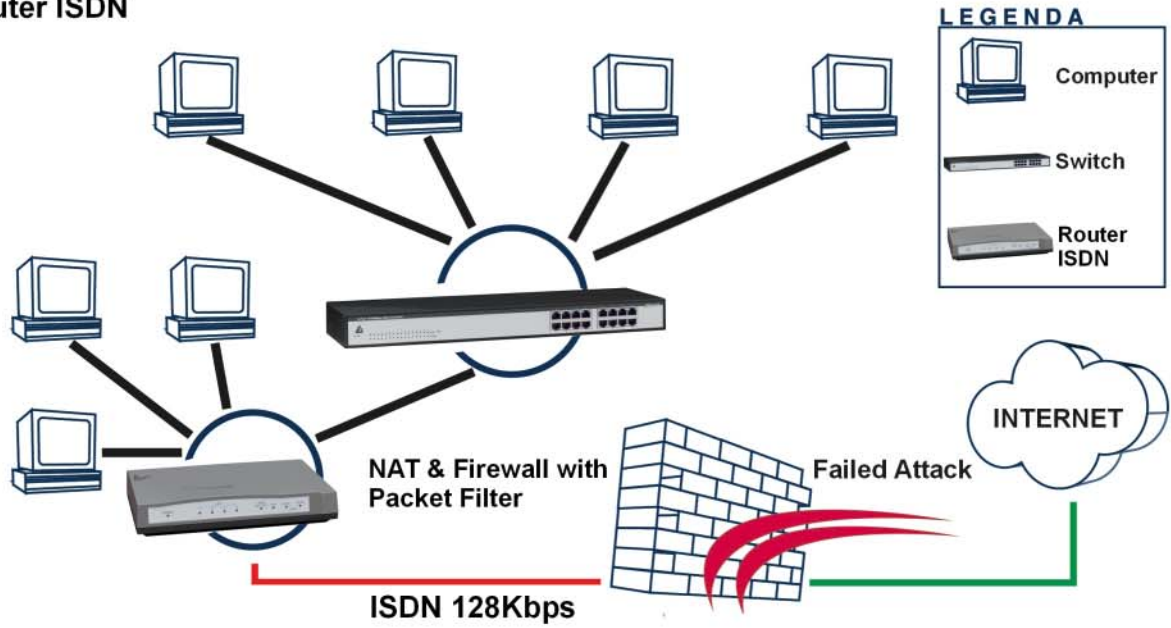 uter ISDN
LEGENDA
Computer
Switch
Router
ISDN
INTERNET
NAT & Firewall with
Packet Filter
Failed Attack
ISDN 128Kbps